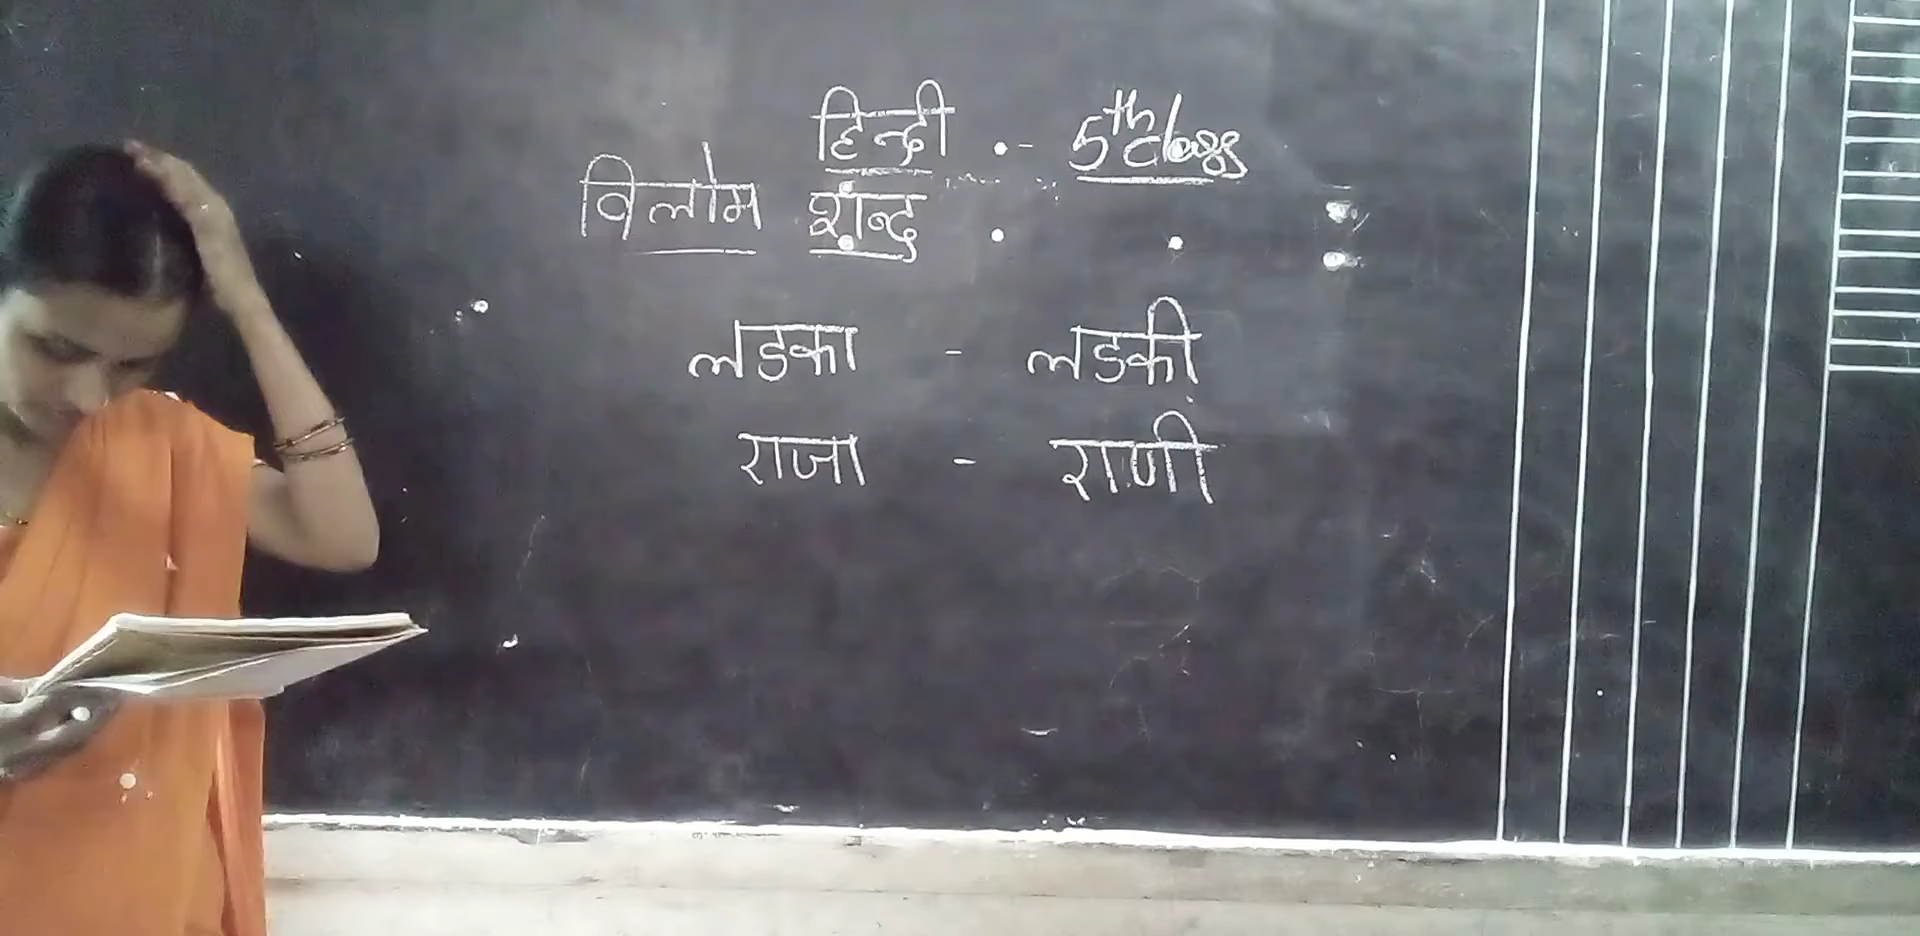 हिन्दी :- 5th class
विलोम शब्द :
लडका - लडकी
राजा - राणी